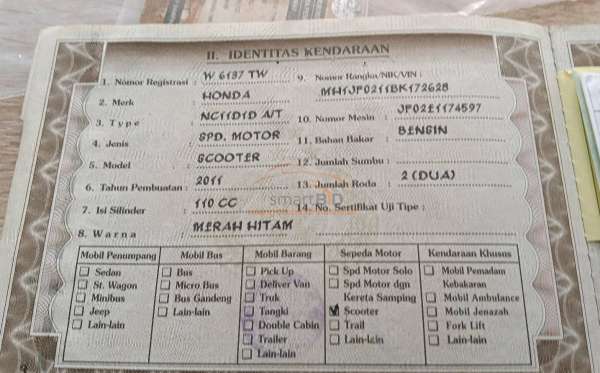 II. IDENTITAS KENDARAAN
1. Nomor Registrasi : W 6187 TW
2. Merk : HONDA
3. Type : NC11D1D A/T
4. Jenis : SPD. MOTOR
5. Model : SCOOTER
6. Tahun Pembuatan : 2011
7. Isi Silinder : 110 CC
8. Warna : MERAH HITAM
9. Nomor Rangka/NIK/VIN :
MH1JF0211BK172628
10. Nomor Mesin : JF02E1174597
11. Bahan Bakar : BENSIN
12. Jumlah Sumbu :
13. Jumlah Roda : 2 (DUA)
14. No. Sertifikat Uji Tipe :
smartBID
Mobil Penumpang
Sedan
St. Wagon
Minibus
Jeep
Lain-lain
Mobil Bus
Bus
Micro Bus
Bus Gandeng
Lain-lain
Mobil Barang
Pick Up
Deliver Van
Truk
Tangki
Double Cabin
Trailer
Lain-lain
Sepeda Motor
Spd Motor Solo
Spd Motor dgn
Kereta Samping
Scooter
Trail
Lain-lain
Kendaraan Khusus
Mobil Pemadam
Kebakaran
Mobil Ambulance
Mobil Jenazah
Fork Lift
Lain-lain